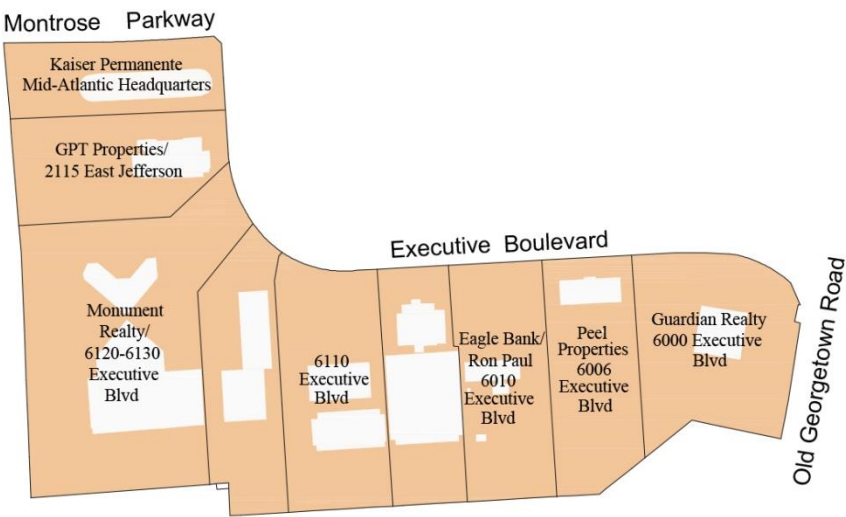 Montrose Parkway
Kaiser Permanente
Mid-Atlantic Headquarters
GPT Properties/
2115 East Jefferson
Executive Boulevard
Monument
Realty/
6120-6130
Executive
Blvd
6110
Executive
Blvd
Eagle Bank/
Ron Paul
6010
Executive
Blvd
Peel
Properties
6006
Executive
Blvd
Guardian Realty
6000 Executive
Blvd
Old Georgetown Road